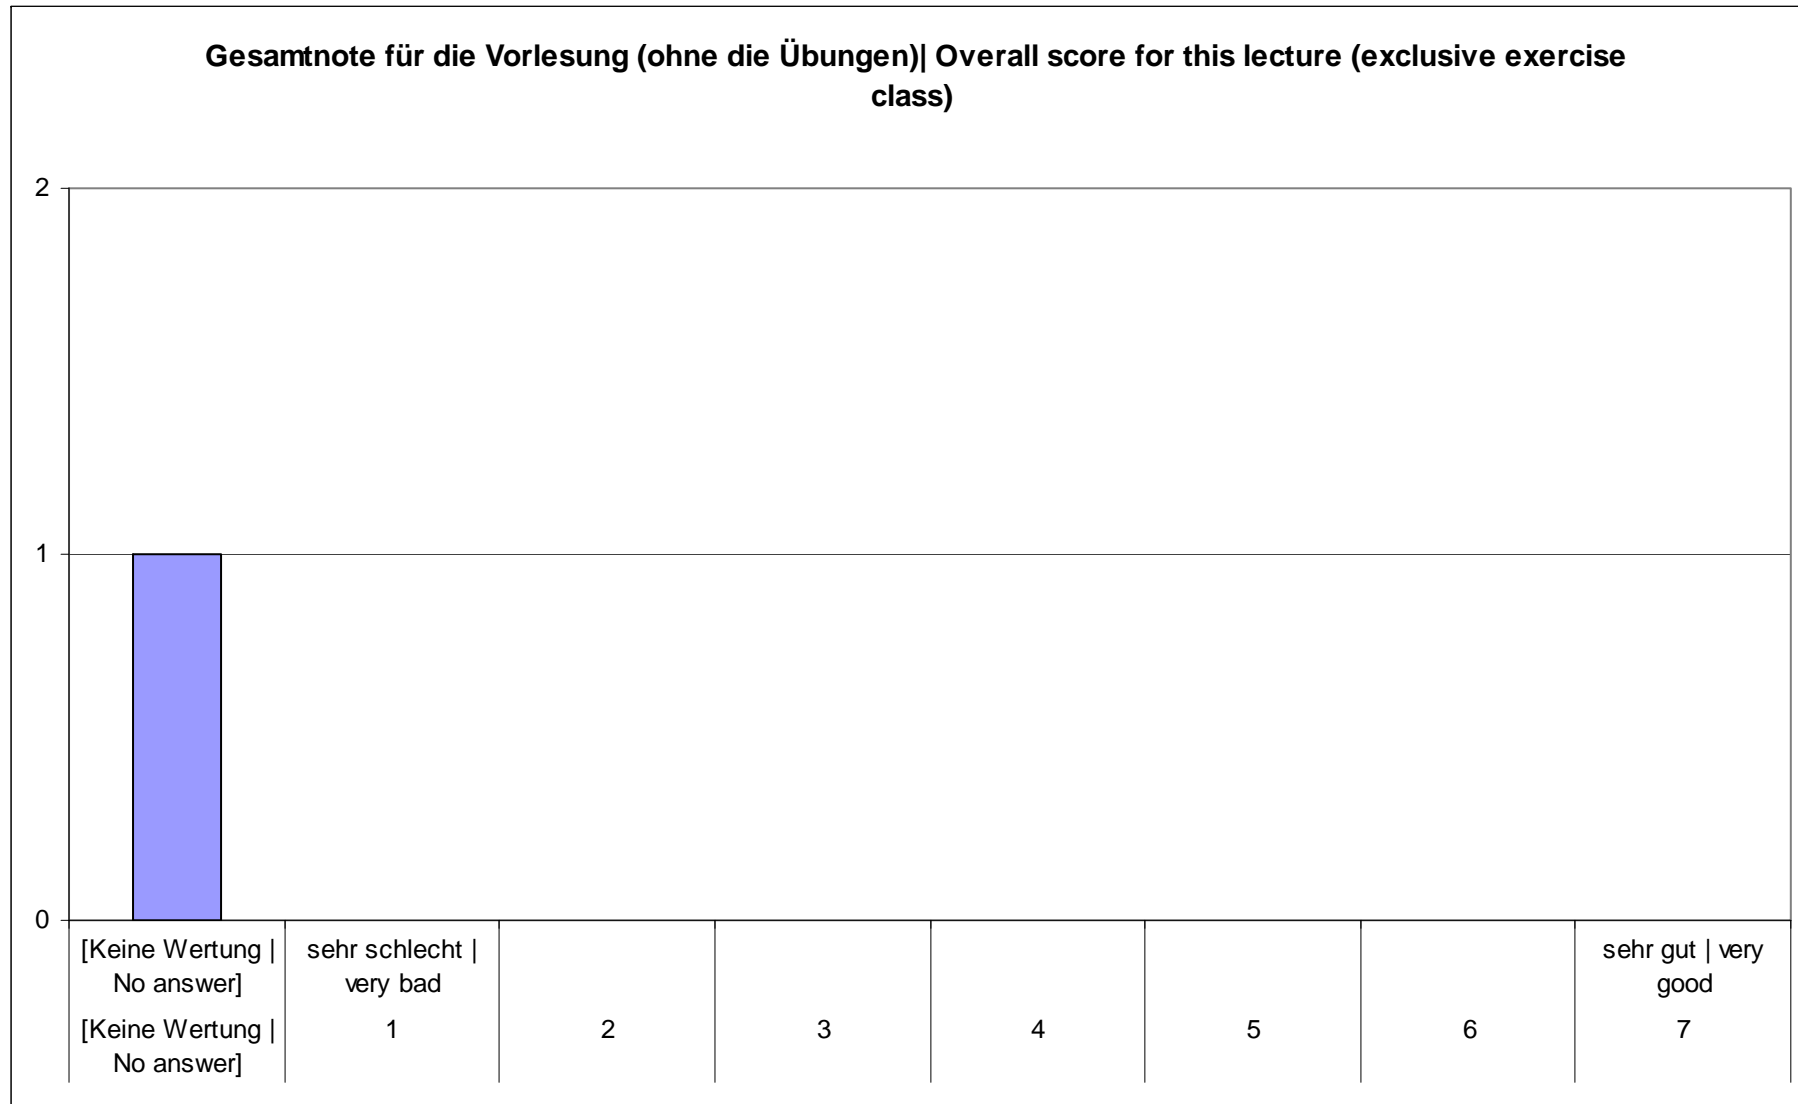 Gesamtnote für die Vorlesung (ohne die Übungen)| Overall score for this lecture (exclusive exercise
class)
2
1
0
[Keine Wertung | No answer]
sehr schlecht | very bad
sehr gut | very good
[Keine Wertung | No answer]
1
2
3
4
5
6
7